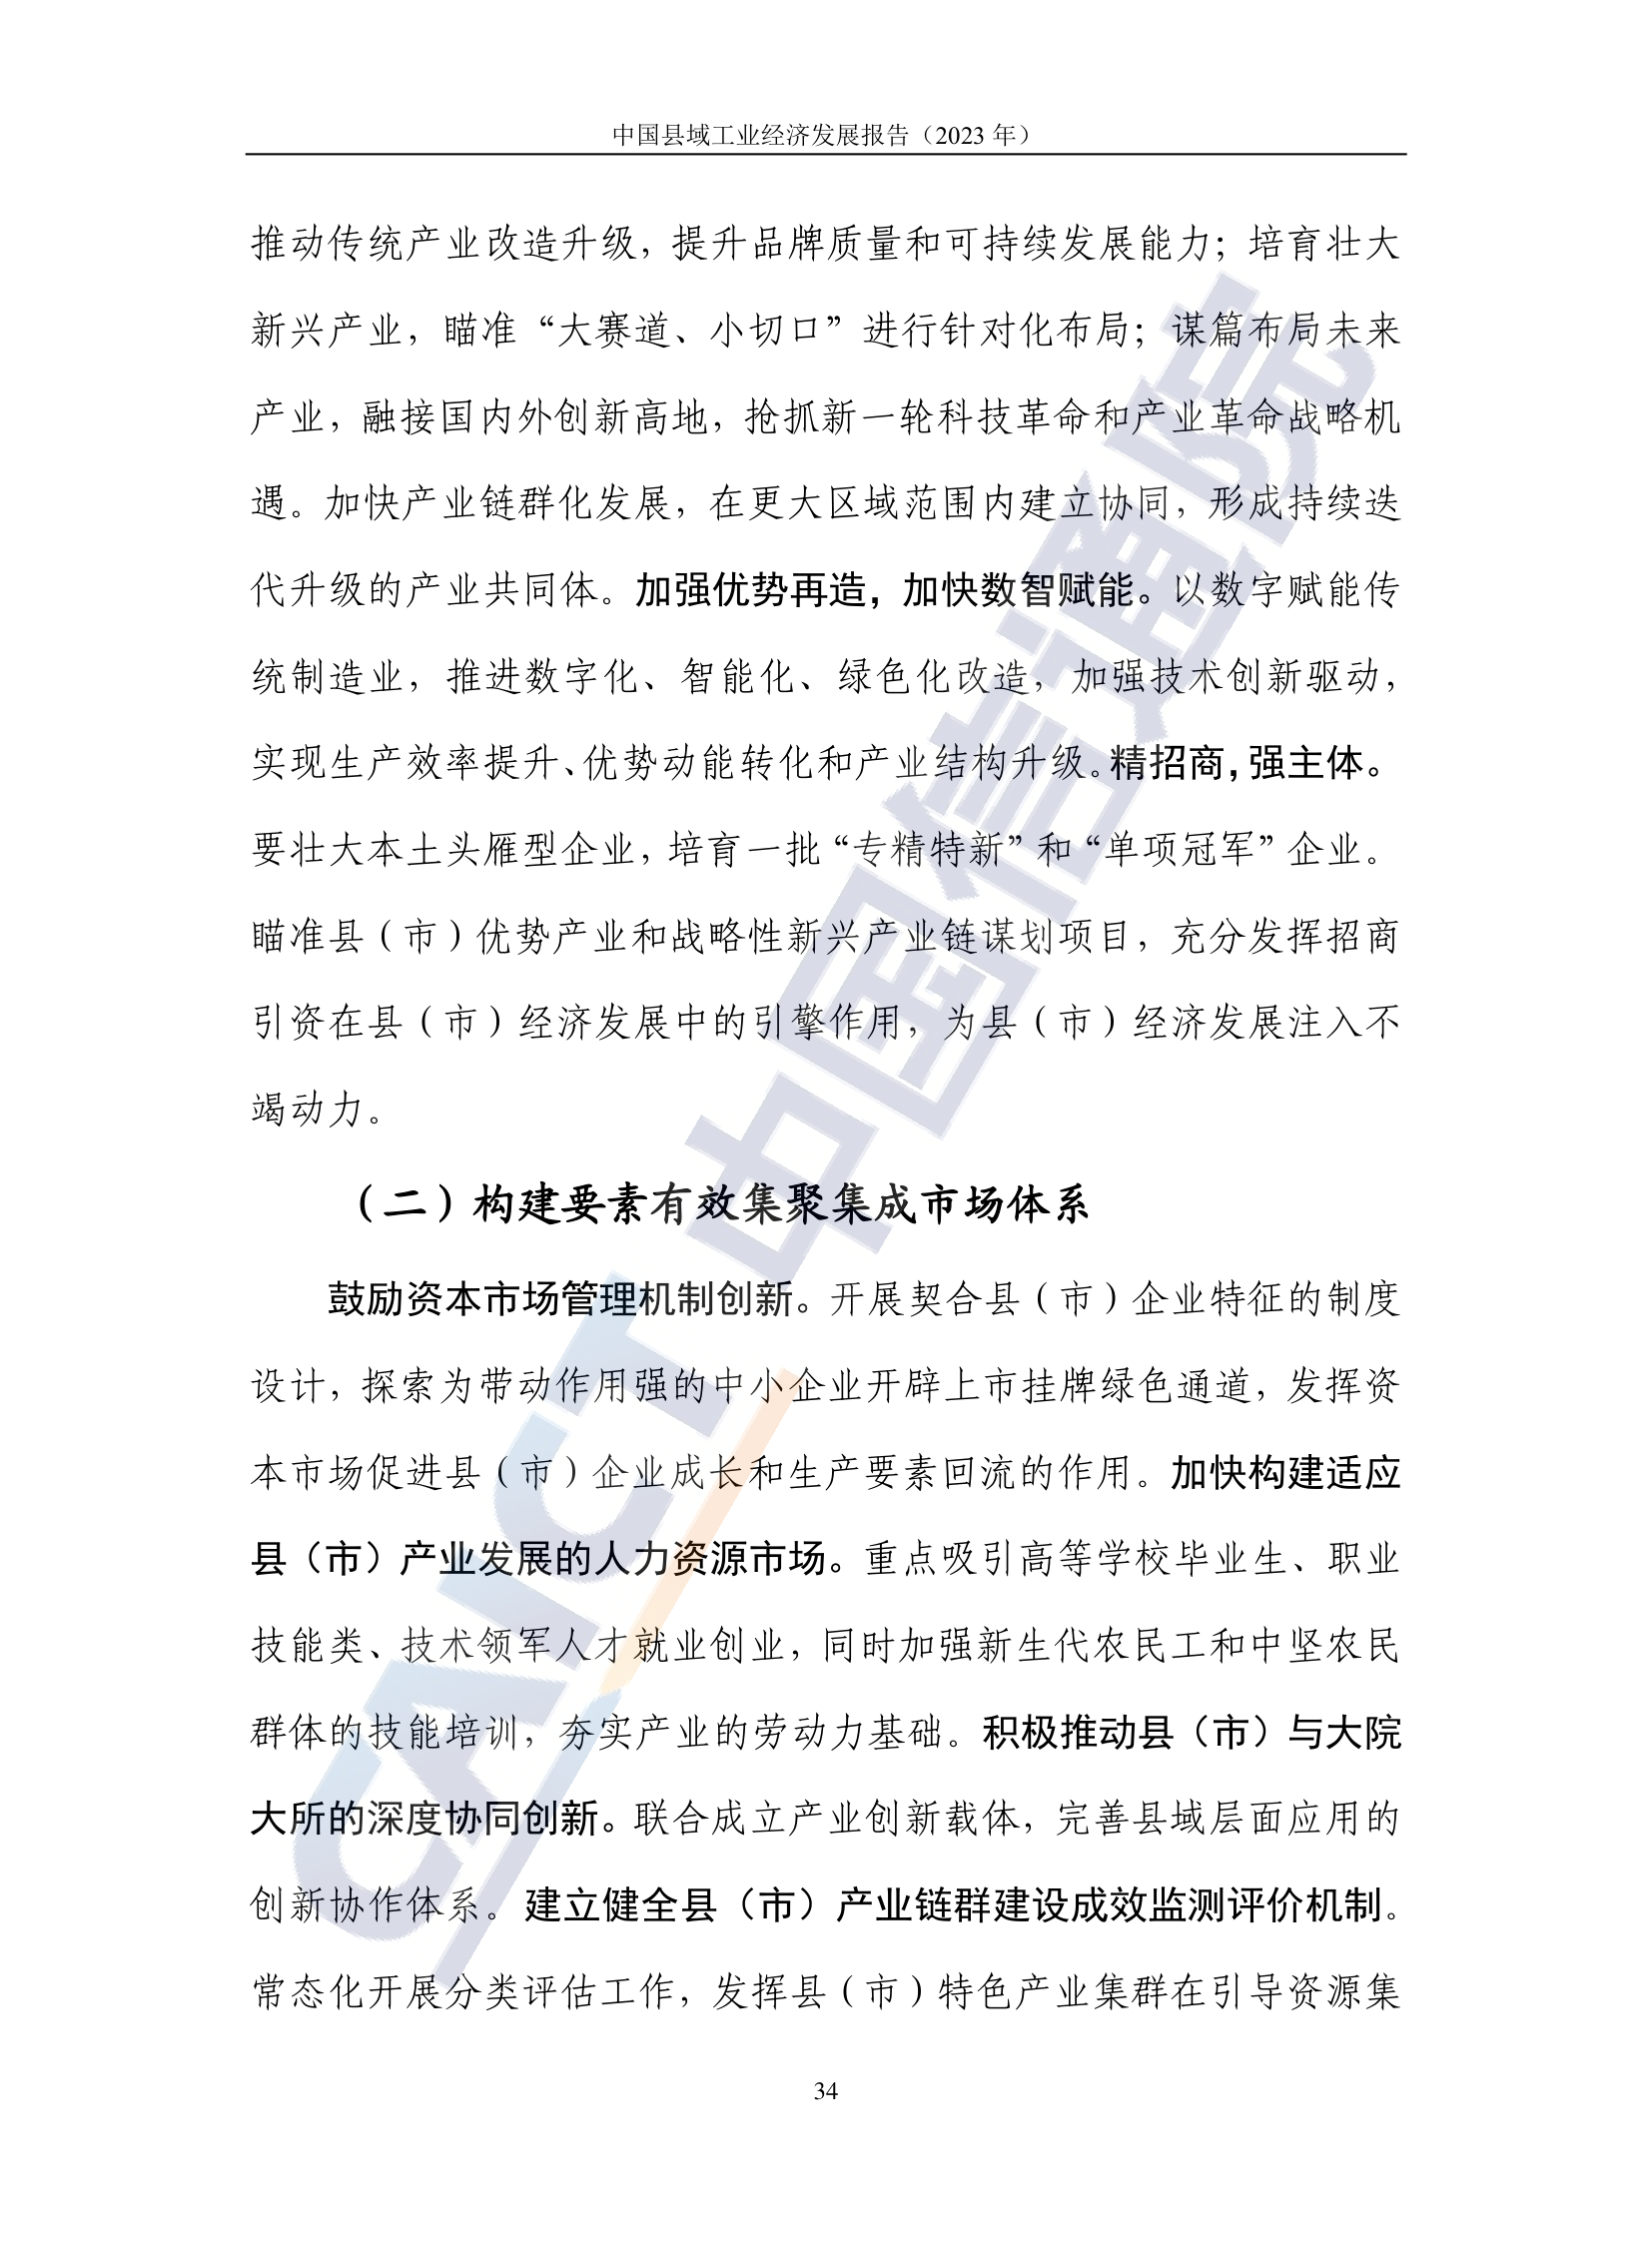 中国县域工业经济发展报告（2023 年）
推动传统产业改造升级，提升品牌质量和可持续发展能力；培育壮大
新兴产业，瞄准“大赛道、小切口”进行针对化布局；谋篇布局未来
产业，融接国内外创新高地，抢抓新一轮科技革命和产业革命战略机
遇。加快产业链群化发展，在更大区域范围内建立协同，形成持续迭
代升级的产业共同体。加强优势再造，加快数智赋能。以数字赋能传
统制造业，推进数字化、智能化、绿色化改造，加强技术创新驱动，
实现生产效率提升、优势动能转化和产业结构升级。精招商，强主体。
要壮大本土头雁型企业，培育一批“专精特新”和“单项冠军”企业。
瞄准县（市）优势产业和战略性新兴产业链谋划项目，充分发挥招商
引资在县（市）经济发展中的引擎作用，为县（市）经济发展注入不
竭动力。
（二）构建要素有效集聚集成市场体系
鼓励资本市场管理机制创新。开展契合县（市）企业特征的制度
设计，探索为带动作用强的中小企业开辟上市挂牌绿色通道，发挥资
本市场促进县（市）企业成长和生产要素回流的作用。加快构建适应
县（市）产业发展的人力资源市场。重点吸引高等学校毕业生、职业
技能类、技术领军人才就业创业，同时加强新生代农民工和中坚农民
群体的技能培训，夯实产业的劳动力基础。积极推动县（市）与大院
大所的深度协同创新。联合成立产业创新载体，完善县域层面应用的
创新协作体系。建立健全县（市）产业链群建设成效监测评价机制。
常态化开展分类评估工作，发挥县（市）特色产业集群在引导资源集
34
CAICT 中国信通院